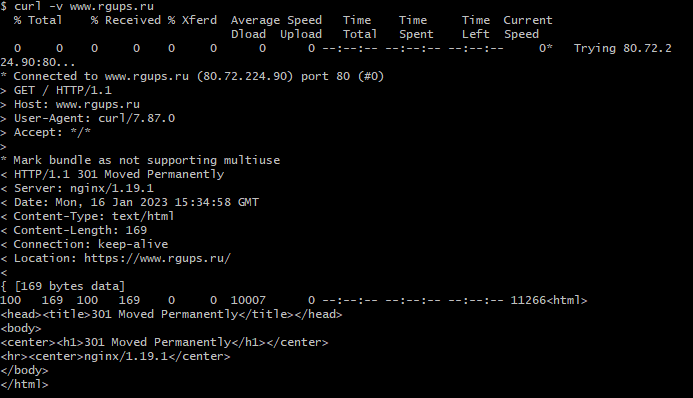 $ curl -v www.rgups.ru
  % Total    % Received % Xferd  Average Speed   Time    Time     Time  Current
                                 Dload  Upload   Total   Spent    Left  Speed
  0     0    0     0    0     0      0      0 --:--:-- --:--:-- --:--:--     0*   Trying 80.72.2
24.90:80...
* Connected to www.rgups.ru (80.72.224.90) port 80 (#0)
> GET / HTTP/1.1
> Host: www.rgups.ru
> User-Agent: curl/7.87.0
> Accept: */*
>
* Mark bundle as not supporting multiuse
< HTTP/1.1 301 Moved Permanently
< Server: nginx/1.19.1
< Date: Mon, 16 Jan 2023 15:34:58 GMT
< Content-Type: text/html
< Content-Length: 169
< Connection: keep-alive
< Location: https://www.rgups.ru/
<
{ [169 bytes data]
100   169  100   169    0     0  10007      0 --:--:-- --:--:-- --:--:-- 11266<html>
<head><title>301 Moved Permanently</title></head>
<body>
<center><h1>301 Moved Permanently</h1></center>
<hr><center>nginx/1.19.1</center>
</body>
</html>